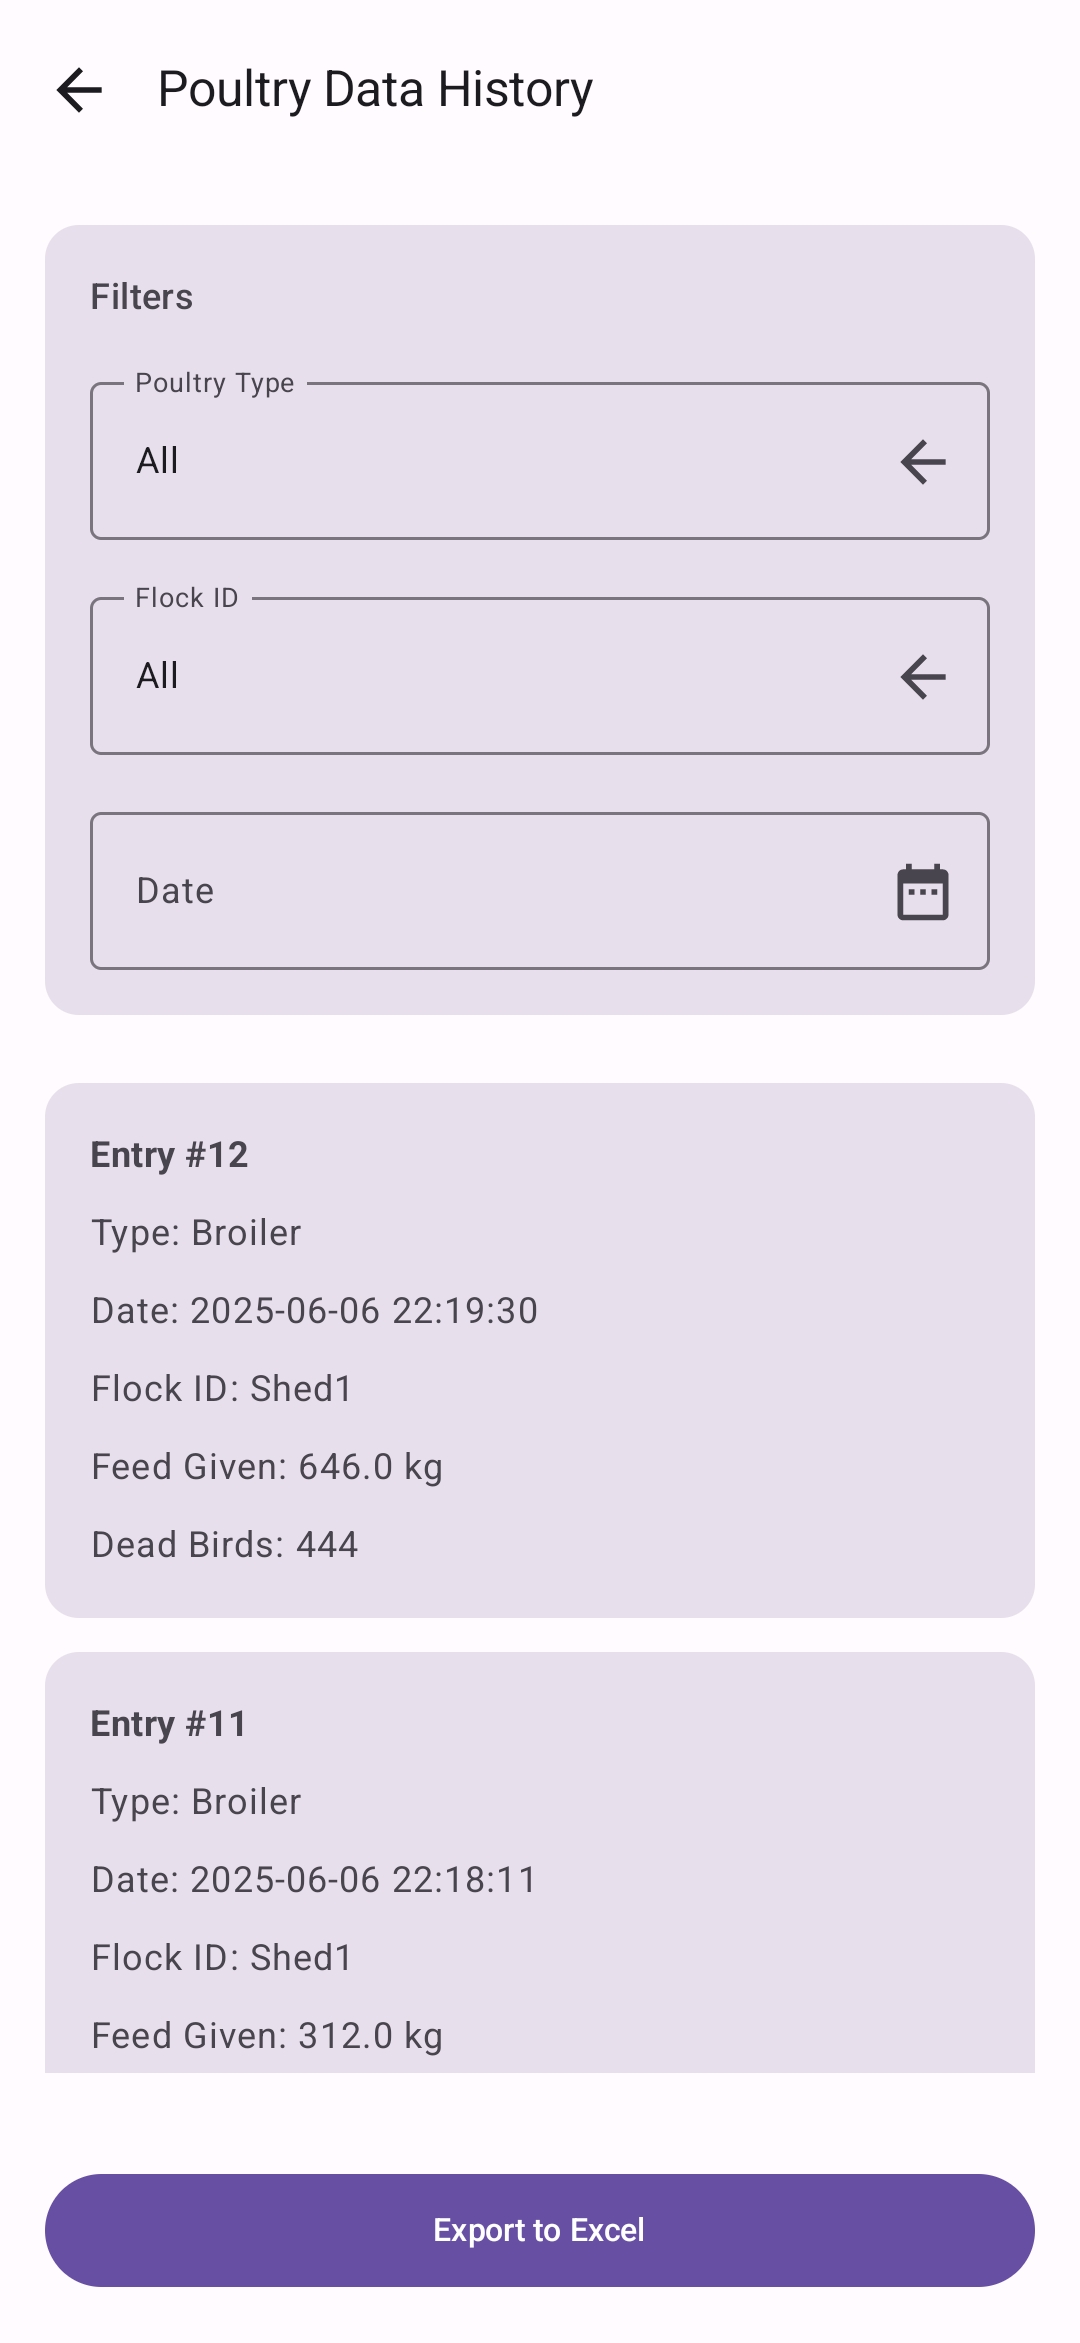 Poultry Data History
Filters
Poultry Type
All
Flock ID
All
Date
Entry #12
Type: Broiler
Date: 2025-06-06 22:19:30
Flock ID: Shed1
Feed Given: 646.0 kg
Dead Birds: 444
Entry #11
Type: Broiler
Date: 2025-06-06 22:18:11
Flock ID: Shed1
Feed Given: 312.0 kg
Export to Excel